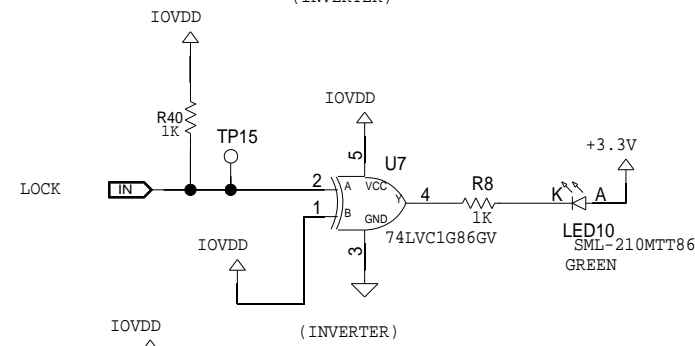 (INVERTER)
IOVDD
R40
1K
TP15
IOVDD
5
U7
+3.3V
LOCK
IN
2
A
VCC
Y
4
R8
1K
K
A
1
B
GND
74LVC1G86GV
LED10
SML-210MTT86
GREEN
3
IOVDD
IOVDD
(INVERTER)